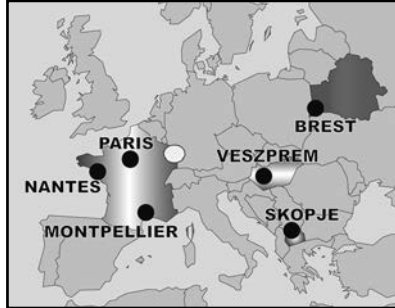 BREST
PARIS
VESZPREM
NANTES
SKOPJE
MONTPELLIER